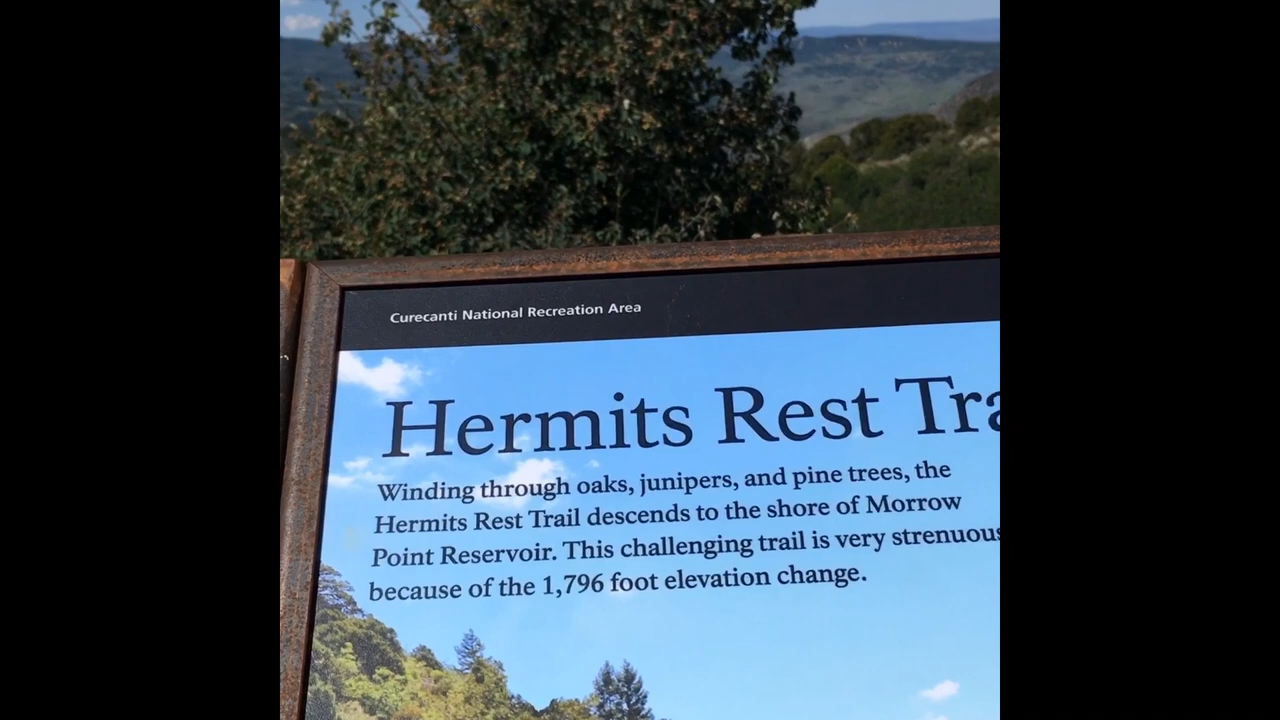 Curecanti National Recreation Area
Hermits Rest Tra
Winding through oaks, junipers, and pine trees, the
Hermits Rest Trail descends to the shore of Morrow
Point Reservoir. This challenging trail is very strenuous
because of the 1,796 foot elevation change.